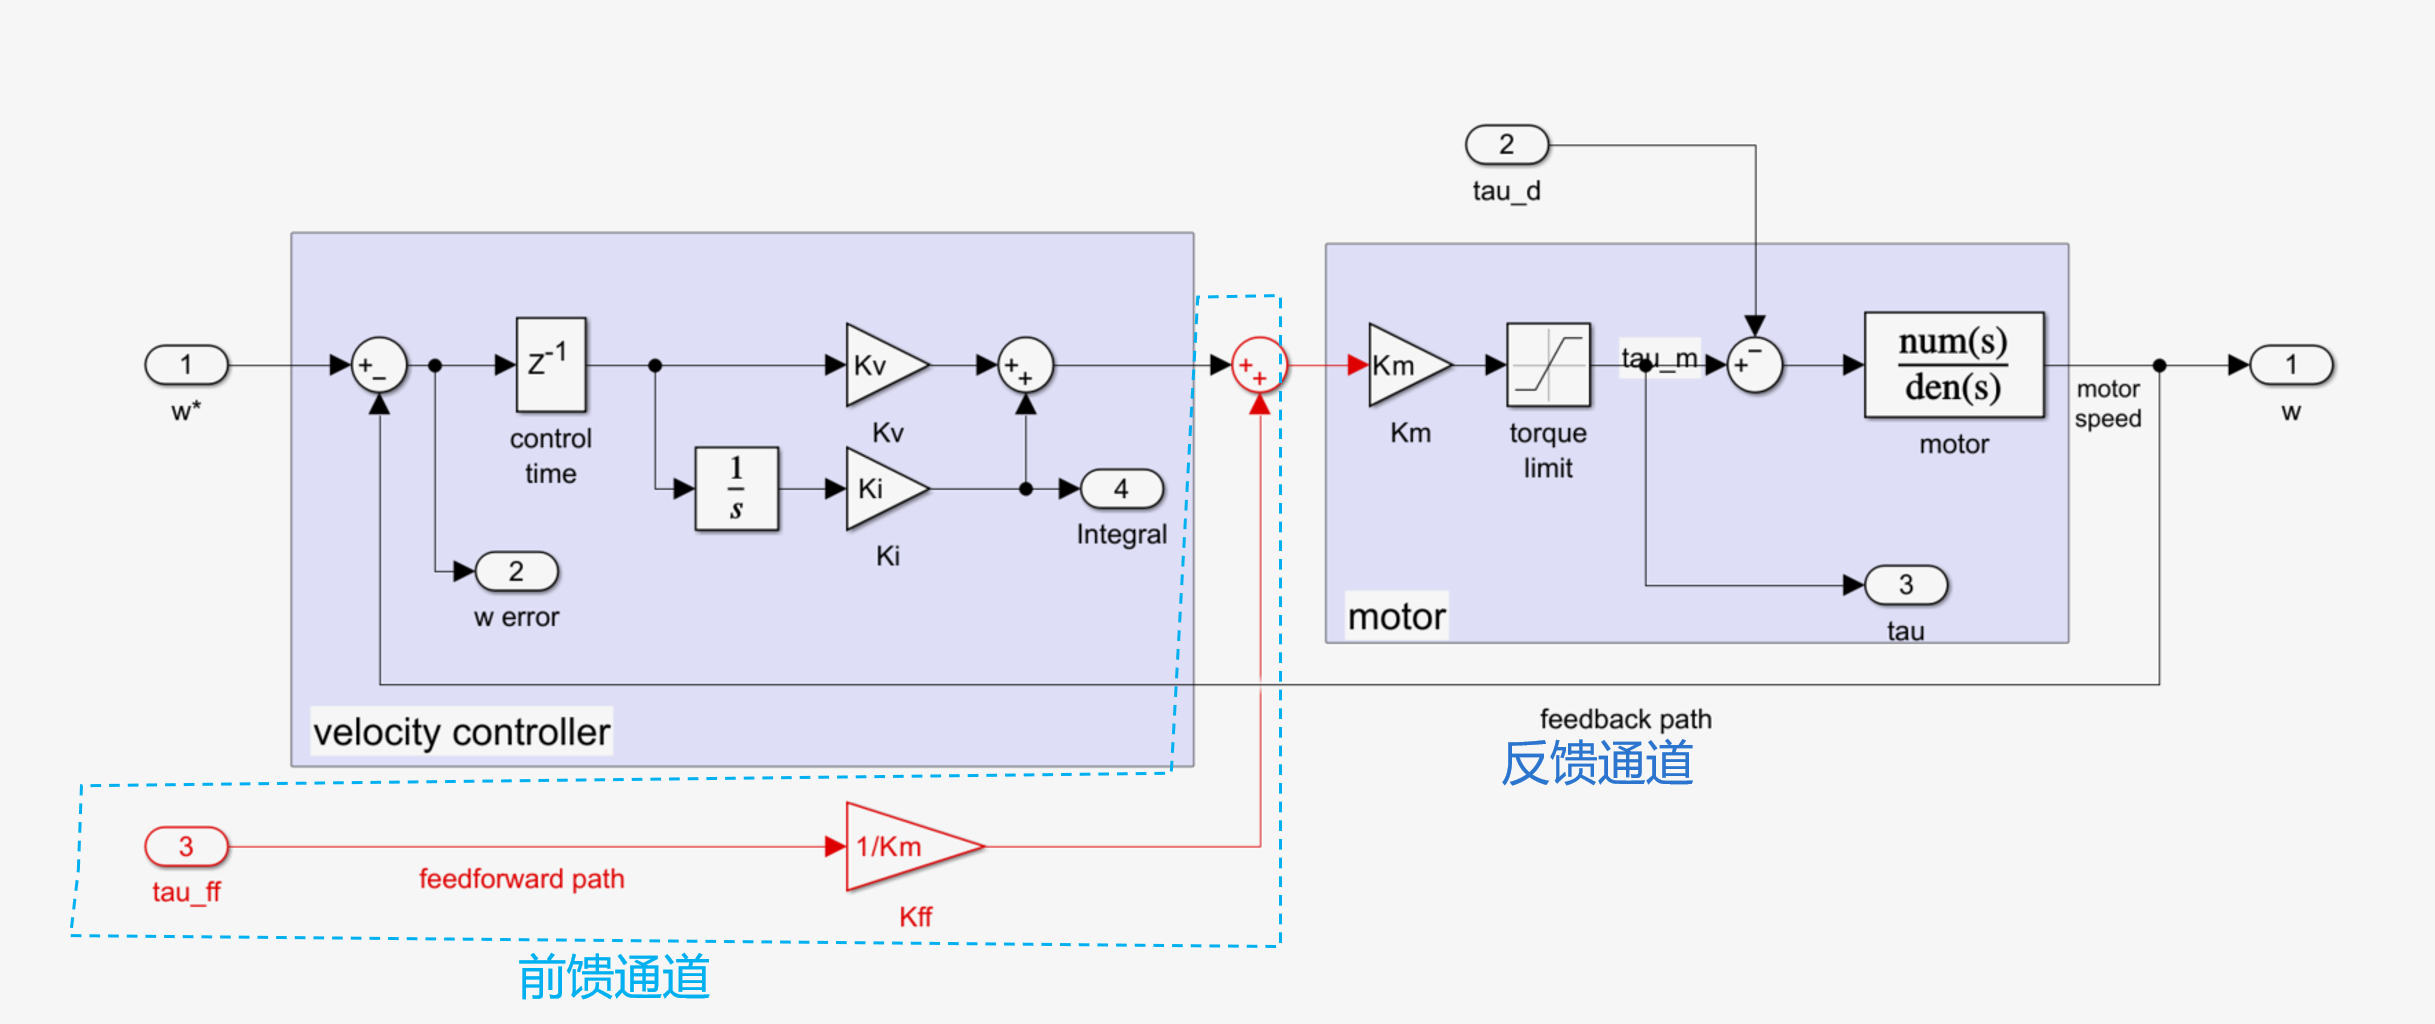 2
tau_d
1
w*
+
−
Z-1
control
time
Kv
Kv
+
+
+
+
Km
Km
torque
limit
tau_m
+
−
num(s)
den(s)
motor
motor
speed
1
w
1
s
Ki
Ki
4
Integral
2
w error
3
tau
motor
velocity controller
feedback path
反馈通道
3
tau_ff
feedforward path
1/Km
Kff
前馈通道